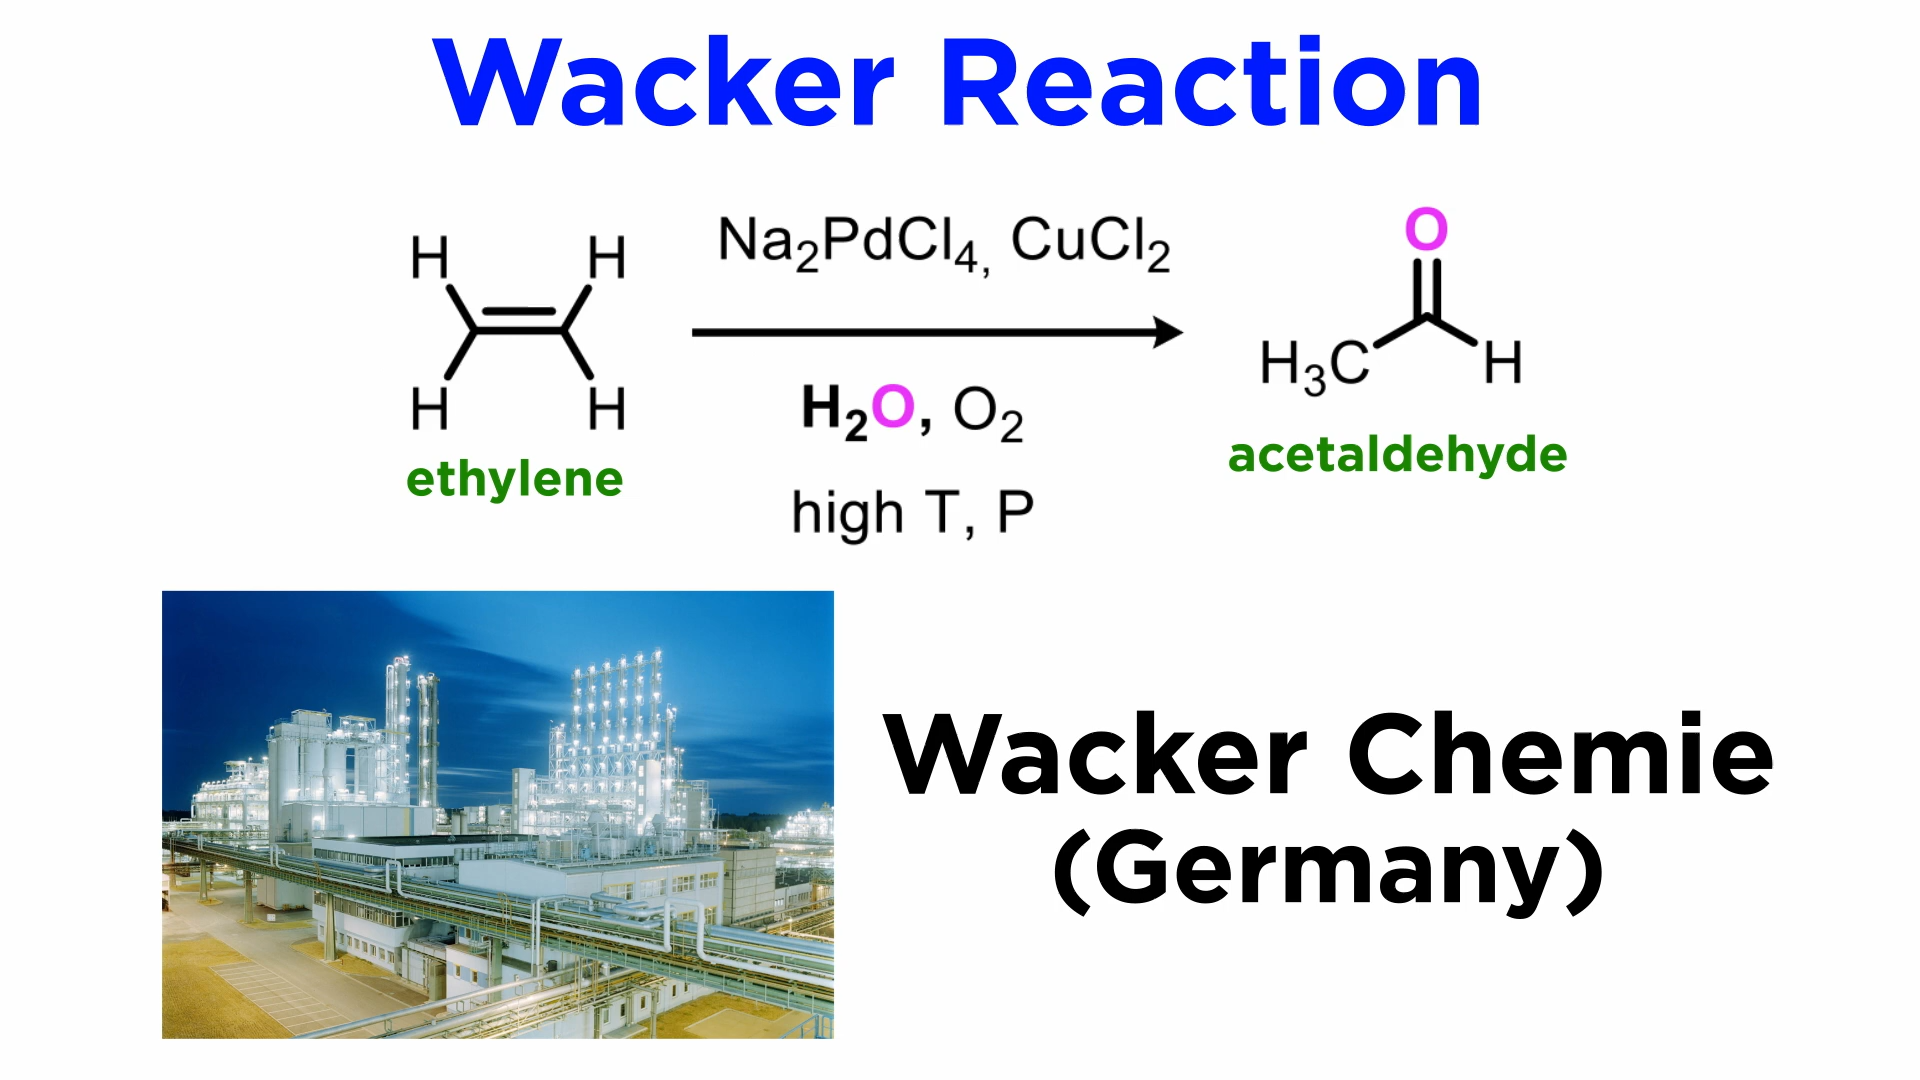 Wacker Reaction
H H
Na₂PdCl₄, CuCl₂
O
H₃C H
H H
H₂O, O₂
ethylene
acetaldehyde
high T, P
Wacker Chemie
(Germany)